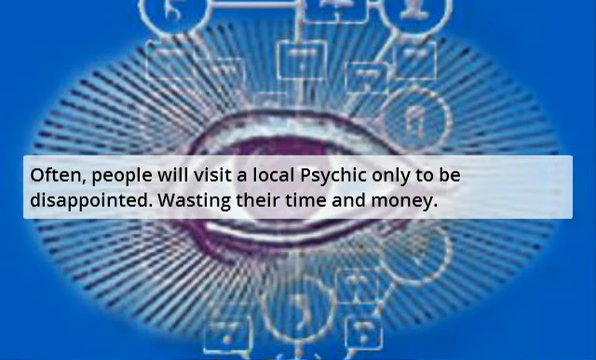 Often, people will visit a local Psychic only to be
disappointed. Wasting their time and money.